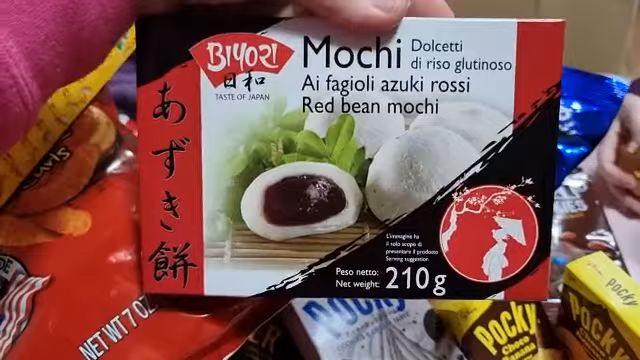 BIYORI
日和
TASTE OF JAPAN
Mochi Dolcetti
di riso glutinoso
Ai fagioli azuki rossi
Red bean mochi
あずき餅
L'immagine ha
il solo scopo di
presentare il prodotto
Serving suggestion
Peso netto:
Net weight: 210g
NET WT 7 OZ
Pocky
Pocky
Choco
Banana
Pocky